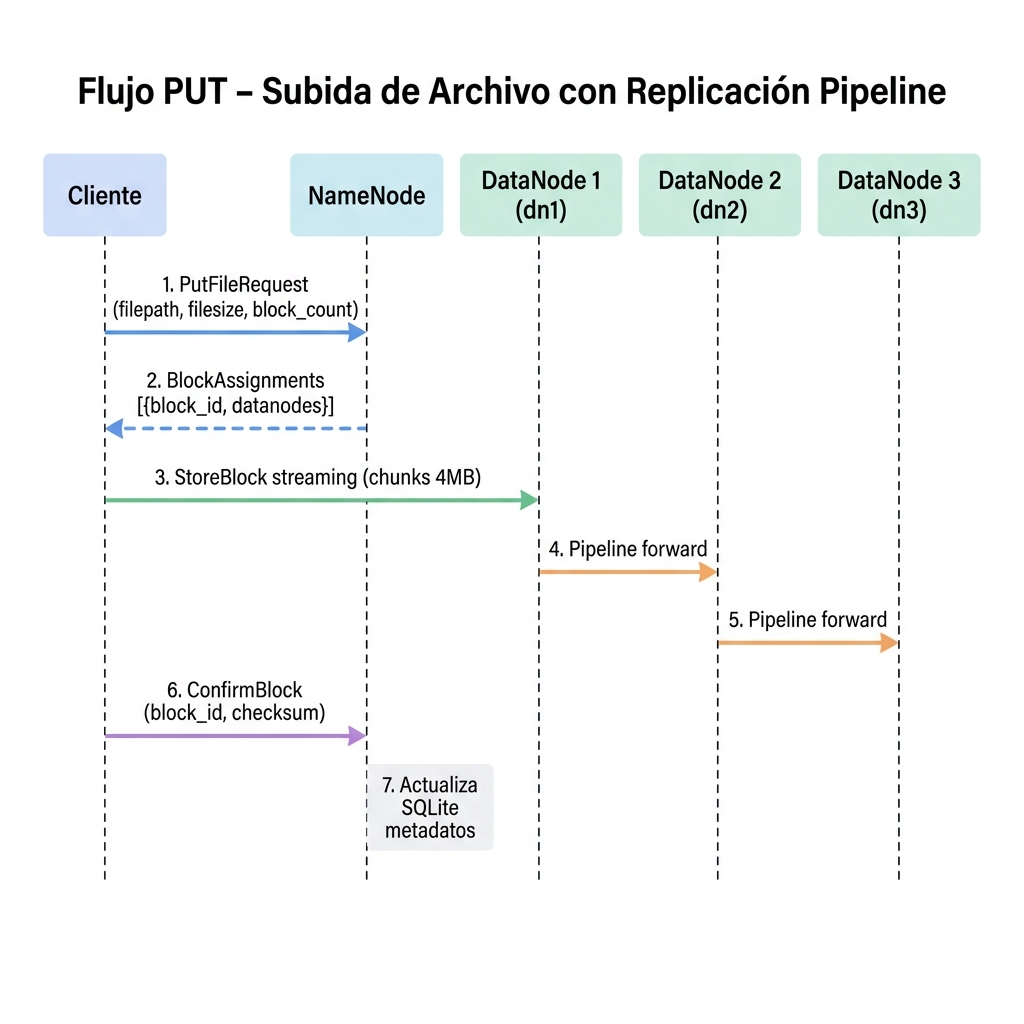 Flujo PUT – Subida de Archivo con Replicación Pipeline
Cliente
NameNode
DataNode 1
(dn1)
DataNode 2
(dn2)
DataNode 3
(dn3)
1. PutFileRequest
(filepath, filesize, block_count)
2. BlockAssignments
[{block_id, datanodes}]
3. StoreBlock streaming (chunks 4MB)
4. Pipeline forward
5. Pipeline forward
6. ConfirmBlock
(block_id, checksum)
7. Actualiza
SQLite
metadatos